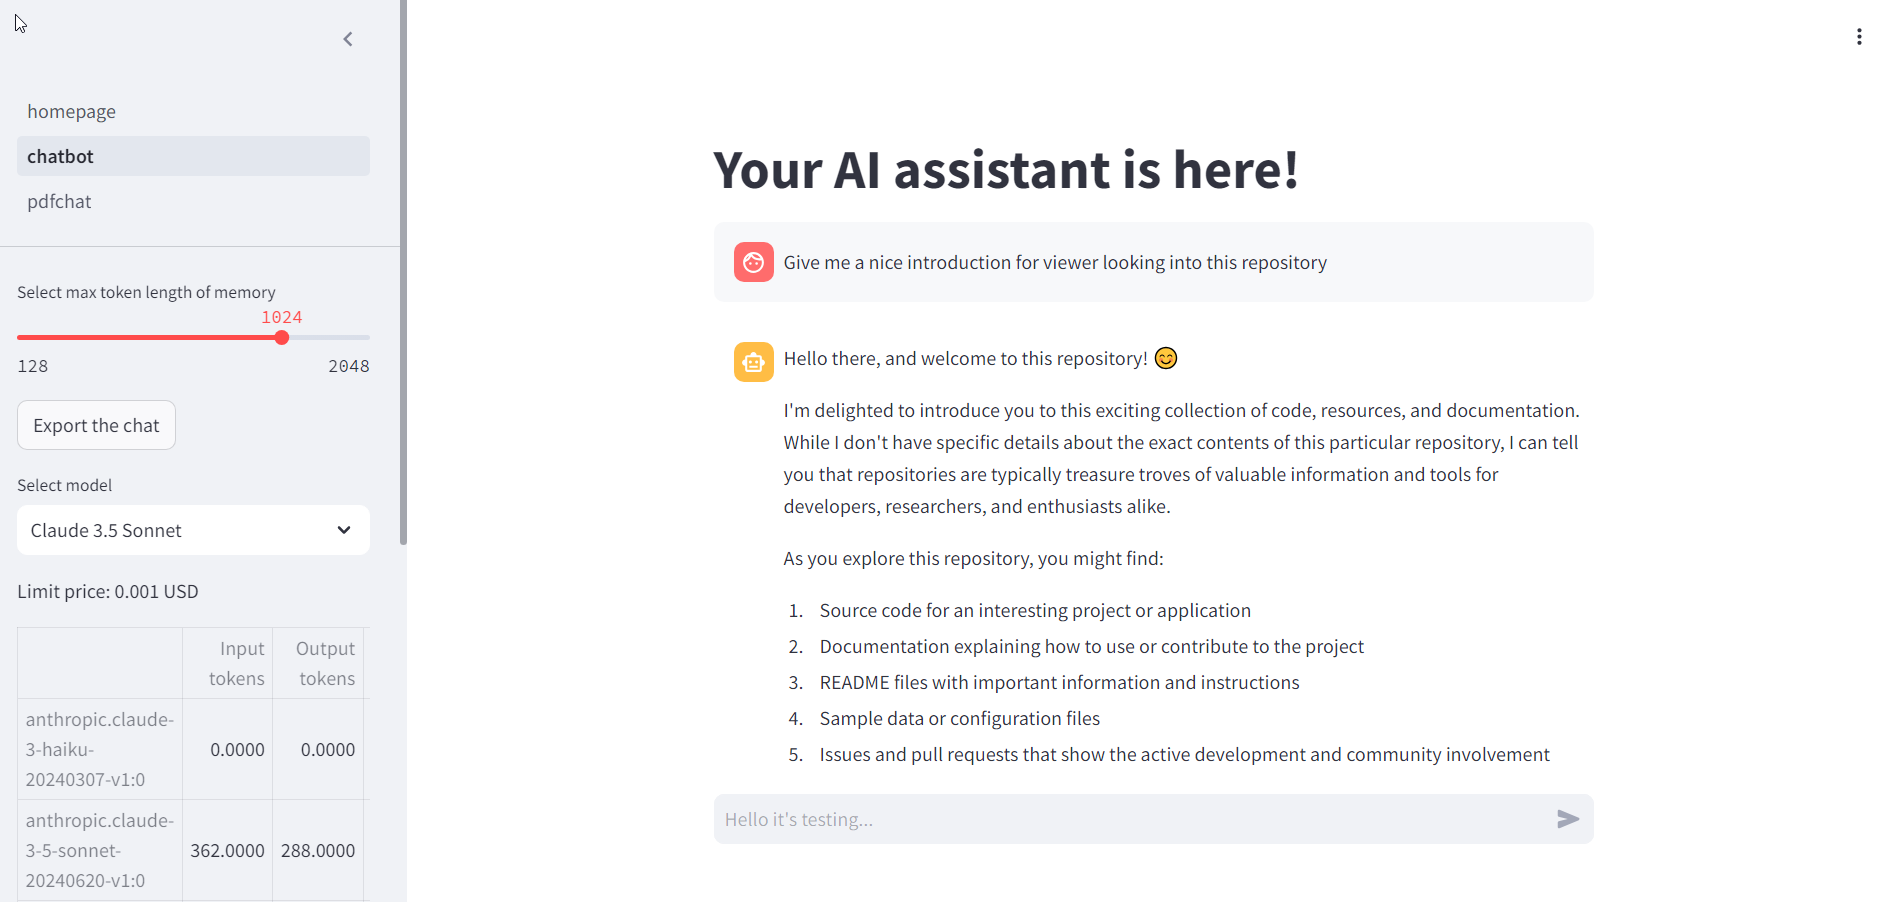 homepage
chatbot
pdfchat
Select max token length of memory
1024
128 2048
Export the chat
Select model
Claude 3.5 Sonnet
Limit price: 0.001 USD
Input tokens Output tokens
anthropic.claude-
3-haiku-
20240307-v1:0
0.0000 0.0000
anthropic.claude-
3-5-sonnet-
20240620-v1:0
362.0000 288.0000
Your AI assistant is here!
Give me a nice introduction for viewer looking into this repository
Hello there, and welcome to this repository! 😊
I'm delighted to introduce you to this exciting collection of code, resources, and documentation.
While I don't have specific details about the exact contents of this particular repository, I can tell
you that repositories are typically treasure troves of valuable information and tools for
developers, researchers, and enthusiasts alike.
As you explore this repository, you might find:
1. Source code for an interesting project or application
2. Documentation explaining how to use or contribute to the project
3. README files with important information and instructions
4. Sample data or configuration files
5. Issues and pull requests that show the active development and community involvement
Hello it's testing...